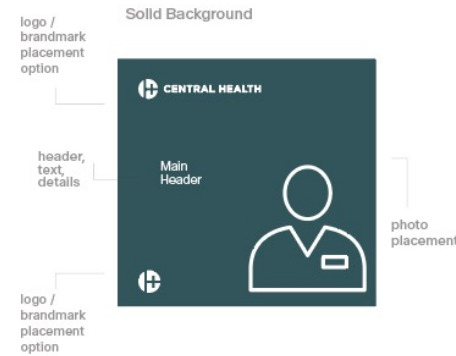 Solid Background
logo /
brandmark
placement
option
CENTRAL HEALTH
header,
text,
details
Main
Header
photo
placement
logo /
brandmark
placement
option